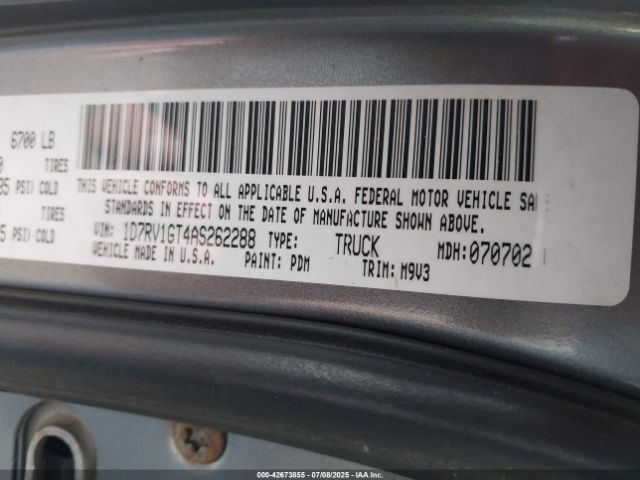 6700 LB
TIRES
PSI) COLD
TIRES
PSI) COLD
THIS VEHICLE CONFORMS TO ALL APPLICABLE U.S.A. FEDERAL MOTOR VEHICLE SA
STANDARDS IN EFFECT ON THE DATE OF MANUFACTURE SHOWN ABOVE.
VIN: 1D7RV1GT4AS262288 TYPE: TRUCK MDH: 070702
VEHICLE MADE IN U.S.A. PAINT: PDM TRIM: M9V3
000-42673855 07/08/2025 - IAA Inc.